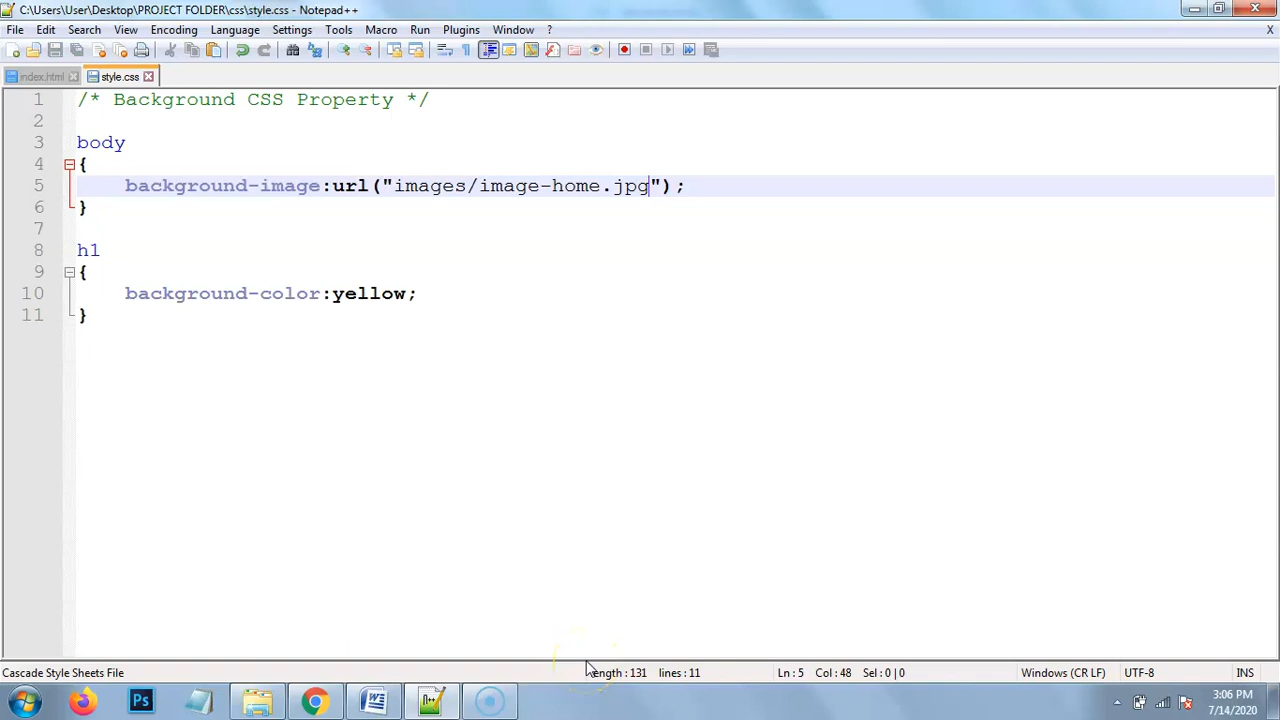 C:\Users\User\Desktop\PROJECT FOLDER\css\style.css - Notepad++
File Edit Search View Encoding Language Settings Tools Macro Run Plugins Window ? X
index.html style.css
1 /* Background CSS Property */
2
3 body
4 {
5 background-image:url("images/image-home.jpg");
6 }
7
8 h1
9 {
10 background-color:yellow;
11 }
Cascade Style Sheets File length : 131 lines : 11 Ln : 5 Col : 48 Sel : 0 | 0 Windows (CR LF) UTF-8 INS
Ps W n++ 3:06 PM
7/14/2020